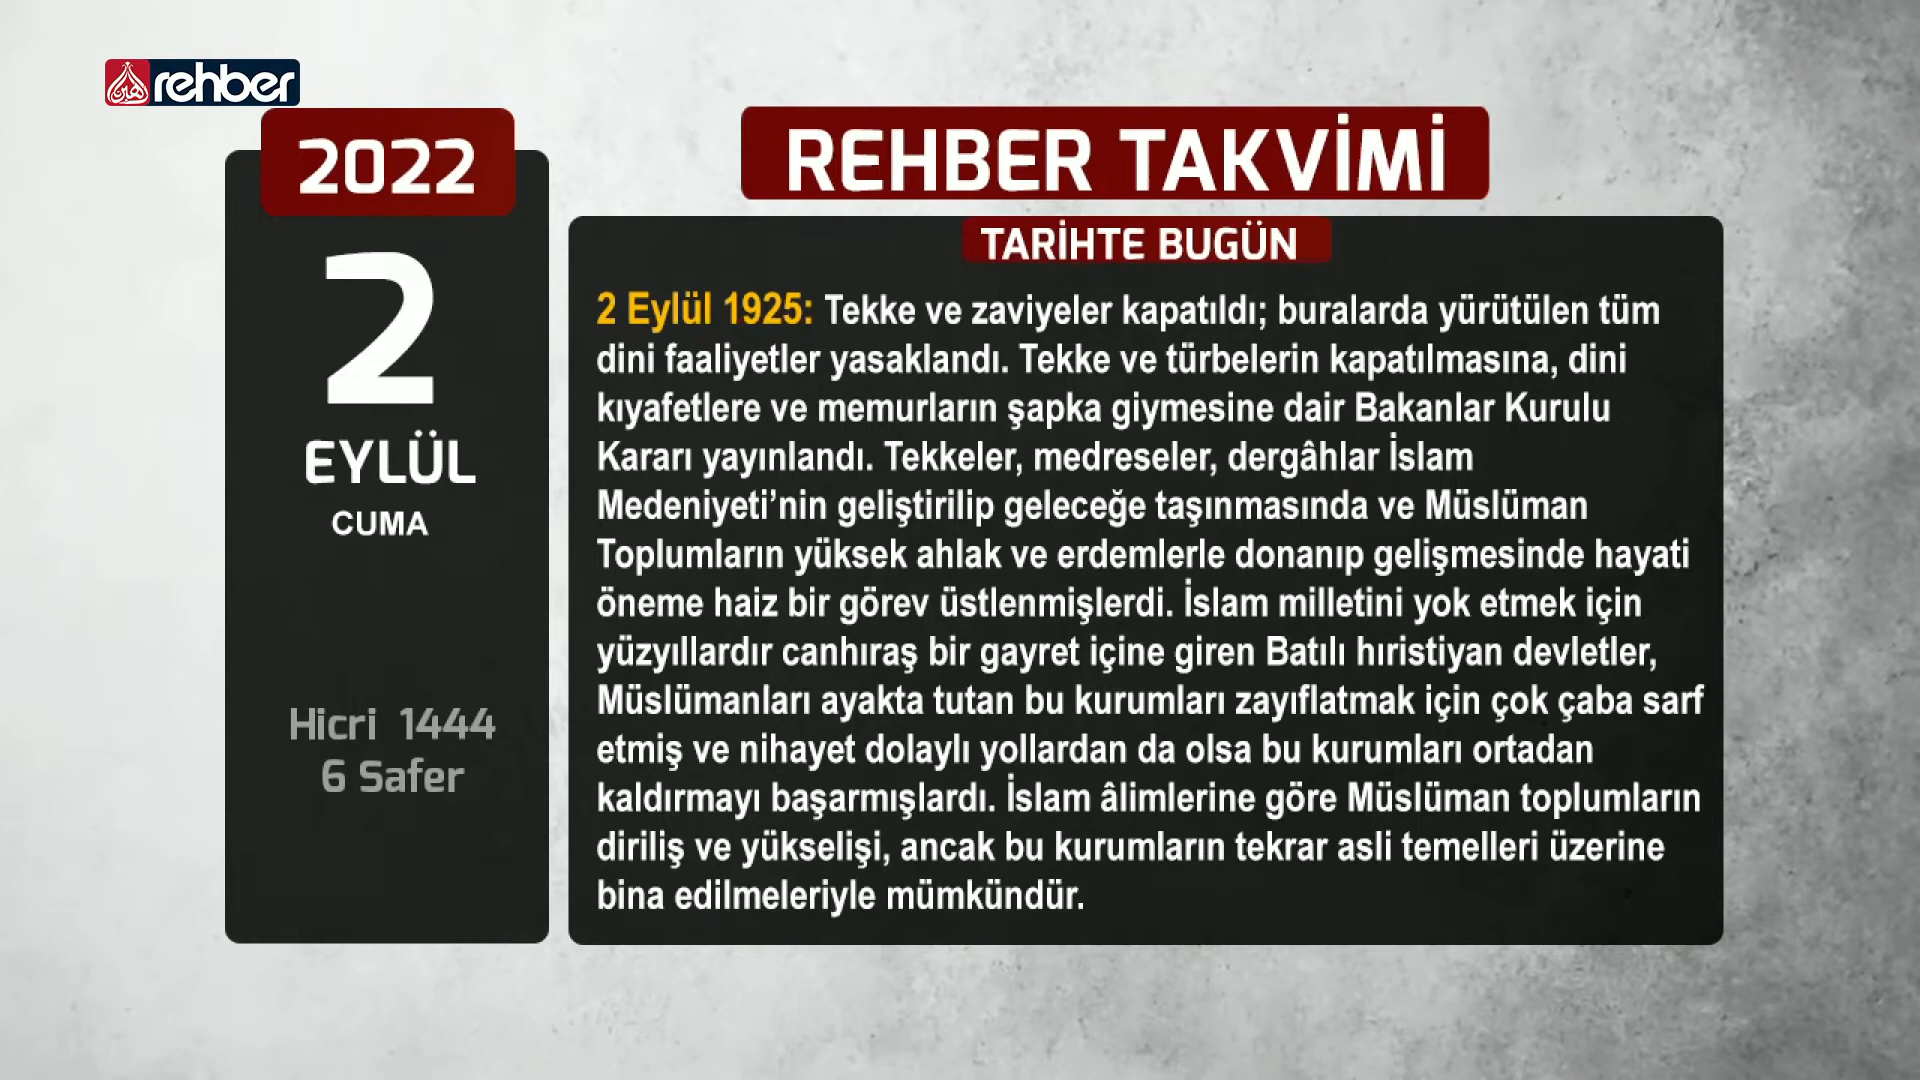 rehber
2022
2
EYLÜL
CUMA
Hicri 1444
6 Safer
REHBER TAKVİMİ
TARİHTE BUGÜN
2 Eylül 1925: Tekke ve zaviyeler kapatıldı; buralarda yürütülen tüm
dini faaliyetler yasaklandı. Tekke ve türbelerin kapatılmasına, dini
kıyafetlere ve memurların şapka giymesine dair Bakanlar Kurulu
Kararı yayınlandı. Tekkeler, medreseler, dergâhlar İslam
Medeniyeti’nin geliştirilip geleceğe taşınmasında ve Müslüman
Toplumların yüksek ahlak ve erdemlerle donanıp gelişmesinde hayati
öneme haiz bir görev üstlenmişlerdi. İslam milletini yok etmek için
yüzyıllardır canhıraş bir gayret içine giren Batılı hıristiyan devletler,
Müslümanları ayakta tutan bu kurumları zayıflatmak için çok çaba sarf
etmiş ve nihayet dolaylı yollardan da olsa bu kurumları ortadan
kaldırmayı başarmışlardı. İslam âlimlerine göre Müslüman toplumların
diriliş ve yükselişi, ancak bu kurumların tekrar asli temelleri üzerine
bina edilmeleriyle mümkündür.